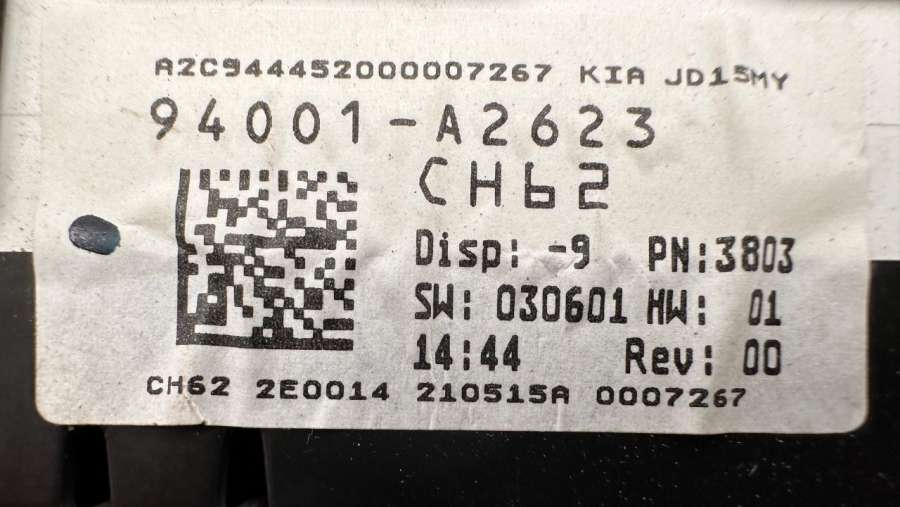 A2C944452000007267 KIA JD15MY
94001-A2623
CH62
Disp: -9 PN:3803
SW: 030601 HW: 01
14:44 Rev: 00
CH62 2E0014 210515A 0007267